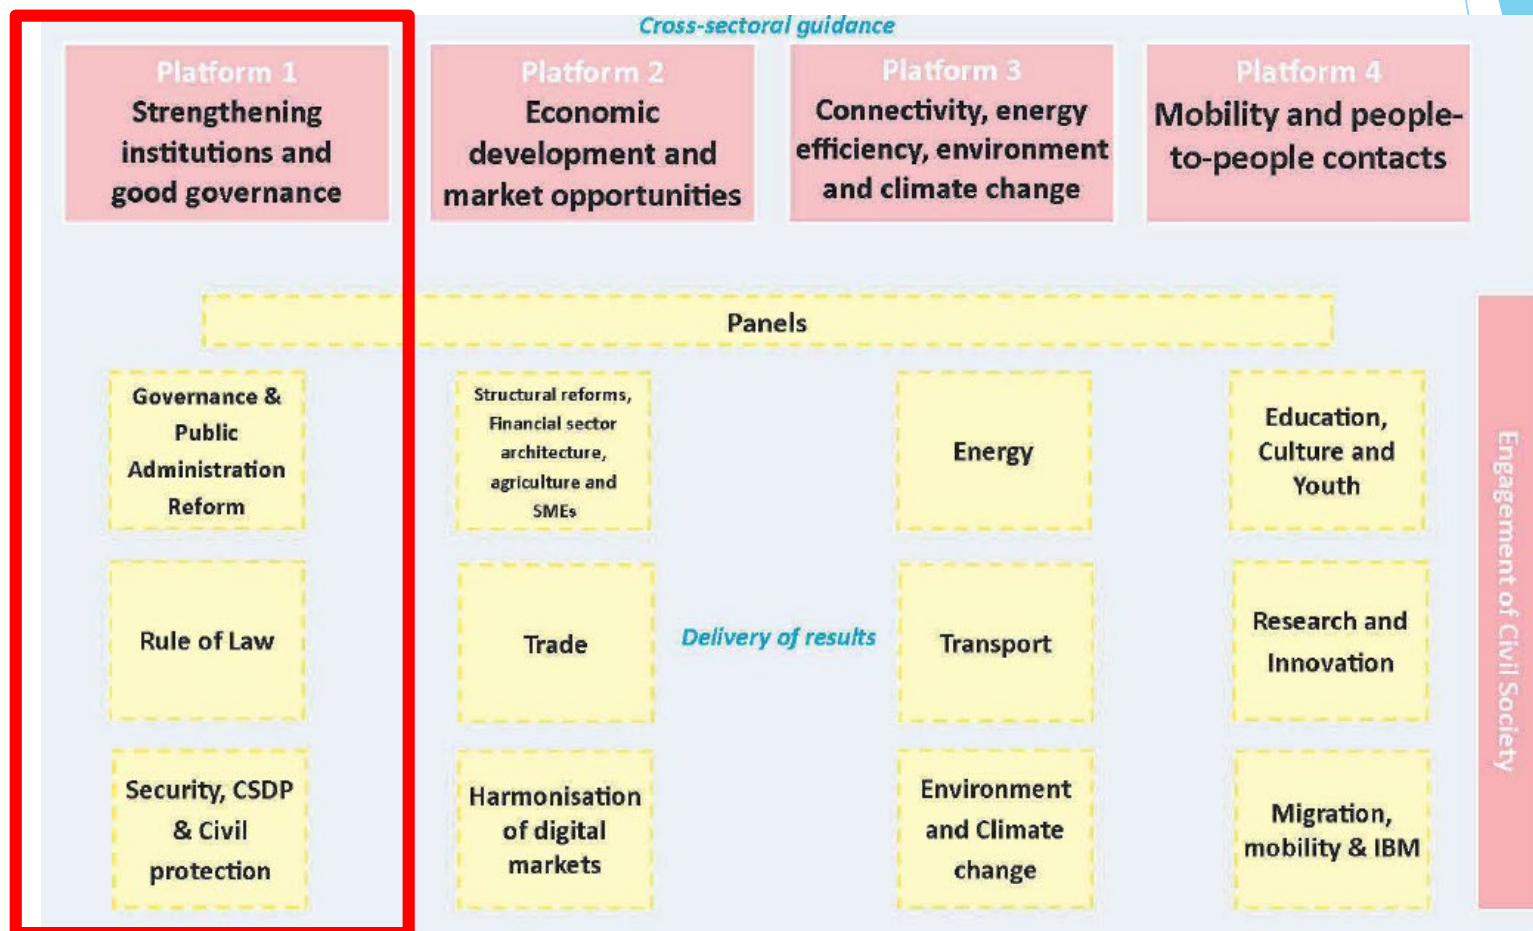 Cross-sectoral guidance
Platform 1
Strengthening
institutions and
good governance
Platform 2
Economic
development and
market opportunities
Platform 3
Connectivity, energy
efficiency, environment
and climate change
Platform 4
Mobility and people-
to-people contacts
Panels
Governance &
Public
Administration
Reform
Structural reforms,
Financial sector
architecture,
agriculture and
SMEs
Energy
Education,
Culture and
Youth
Rule of Law
Trade
Delivery of results
Transport
Research and
Innovation
Security, CSDP
& Civil
protection
Harmonisation
of digital
markets
Environment
and Climate
change
Migration,
mobility & IBM
Engagement of Civil Society